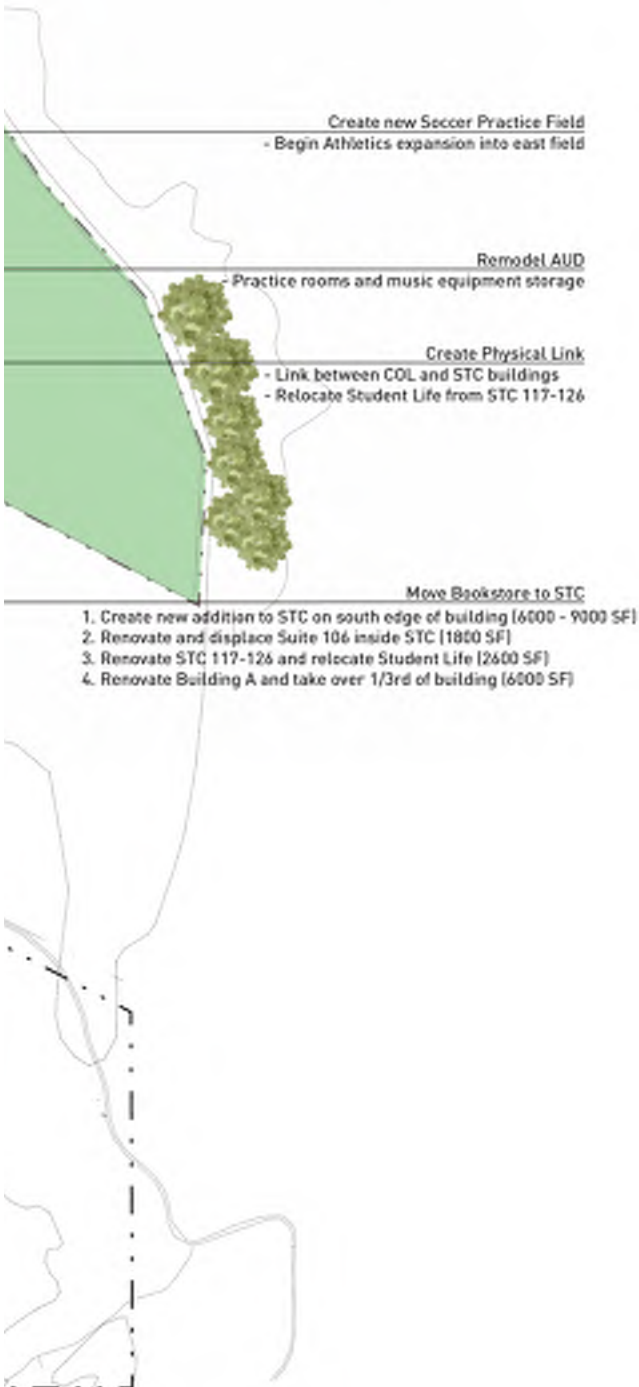 Create new Soccer Practice Field
- Begin Athletics expansion into east field
Remodel AUD
- Practice rooms and music equipment storage
Create Physical Link
- Link between COL and STC buildings
- Relocate Student Life from STC 117-126
Move Bookstore to STC
1. Create new addition to STC on south edge of building (6000 - 9000 SF)
2. Renovate and displace Suite 106 inside STC (1800 SF)
3. Renovate STC 117-126 and relocate Student Life (2600 SF)
4. Renovate Building A and take over 1/3rd of building (6000 SF)